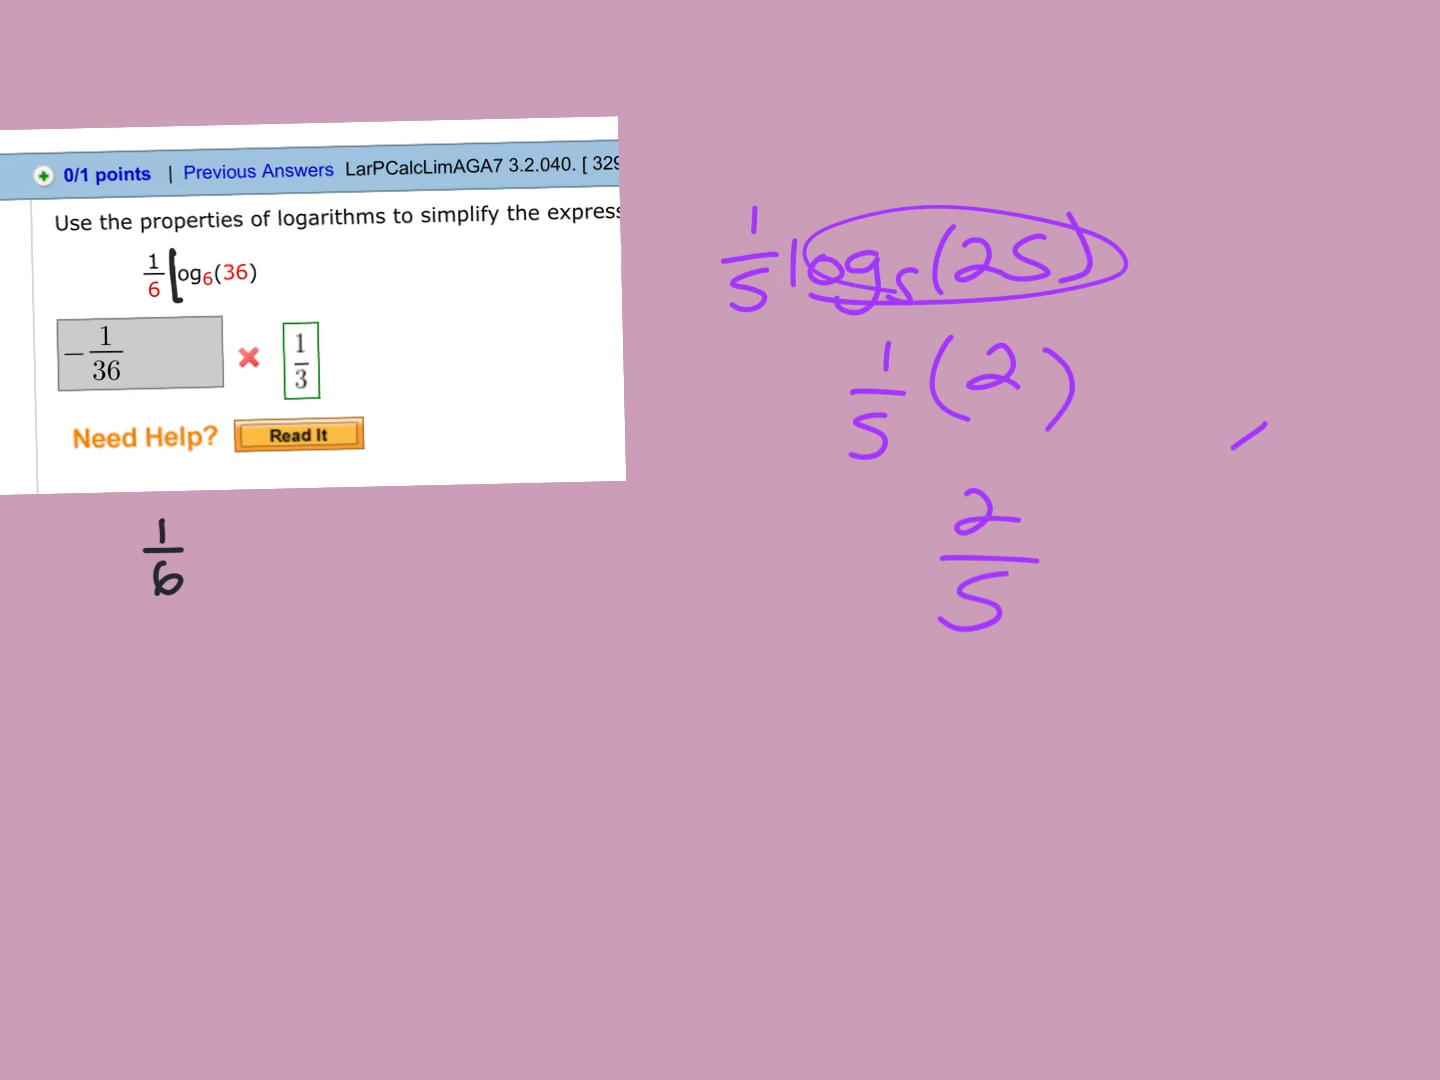 0/1 points | Previous Answers LarPCalcLimAGA7 3.2.040. [ 329
Use the properties of logarithms to simplify the express
1/6 log6(36)
−1/36 ✖ 1/3
Need Help? Read It
1/6
1/5 log5(25)
1/5 (2)
2/5